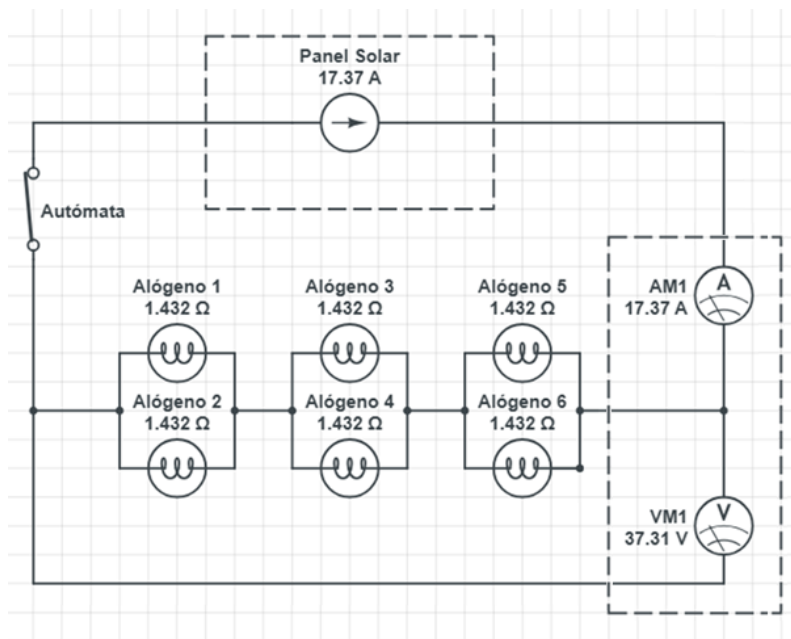 Panel Solar
17.37 A
Autómata
Alógeno 1
1.432 Ω
Alógeno 3
1.432 Ω
Alógeno 5
1.432 Ω
AM1
17.37 A
A
Alógeno 2
1.432 Ω
Alógeno 4
1.432 Ω
Alógeno 6
1.432 Ω
VM1
37.31 V
V